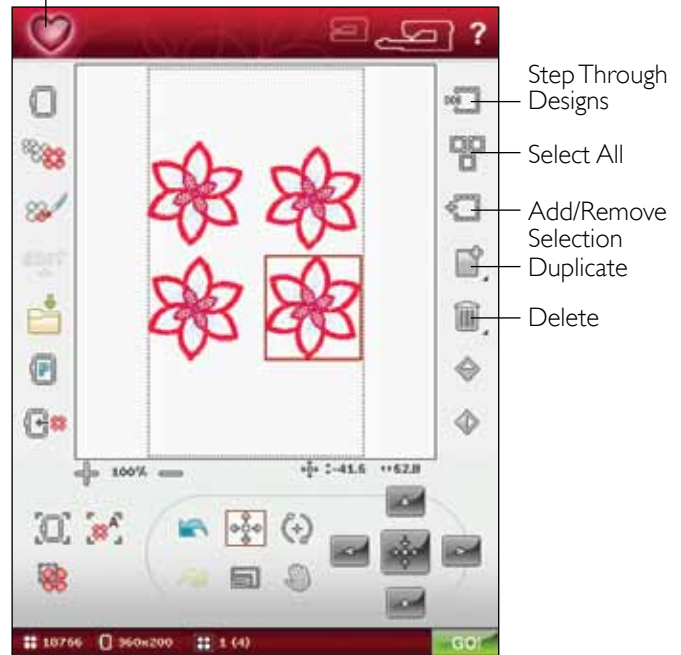 ?
Step Through
Designs
Select All
Add/Remove
Selection
Duplicate
Delete
EDIT
P
100%
-41.6
62.8
A
10766
360x200
1 (4)
GO!